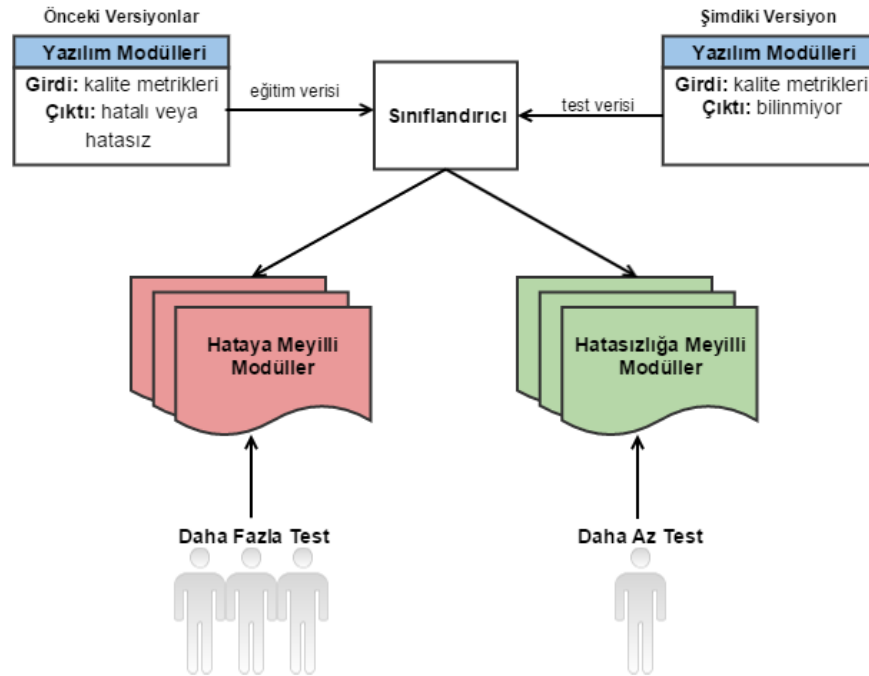 Önceki Versiyonlar
Yazılım Modülleri
Girdi: kalite metrikleri
Çıktı: hatalı veya
hatasız
eğitim verisi
Sınıflandırıcı
test verisi
Şimdiki Versiyon
Yazılım Modülleri
Girdi: kalite metrikleri
Çıktı: bilinmiyor
Hataya Meyilli
Modüller
Hatasızlığa Meyilli
Modüller
Daha Fazla Test
Daha Az Test